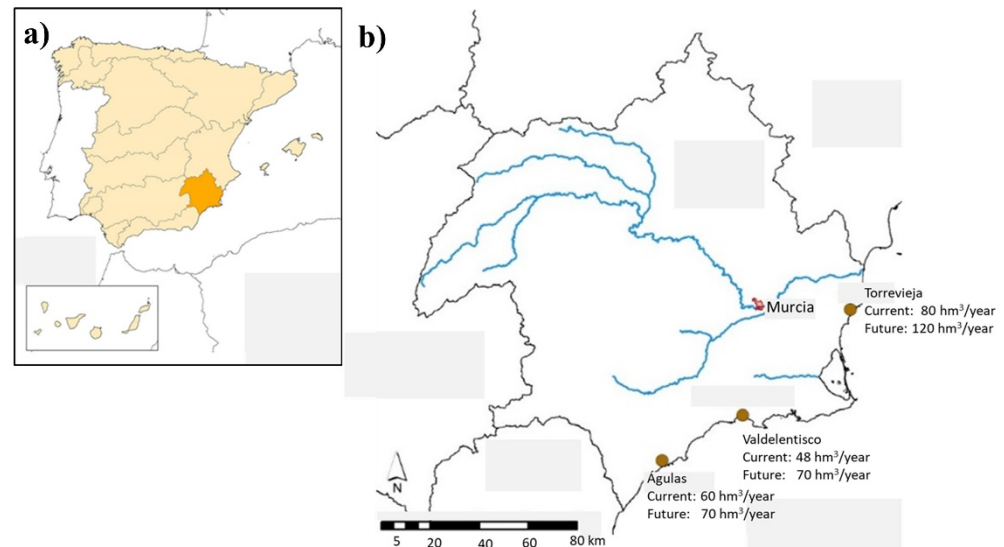 a)
b)
Murcia
Torrevieja
Current: 80 hm³/year
Future: 120 hm³/year
Valdelentisco
Current: 48 hm³/year
Future: 70 hm³/year
Agulas
Current: 60 hm³/year
Future: 70 hm³/year
N
5 20 40 60 80 km